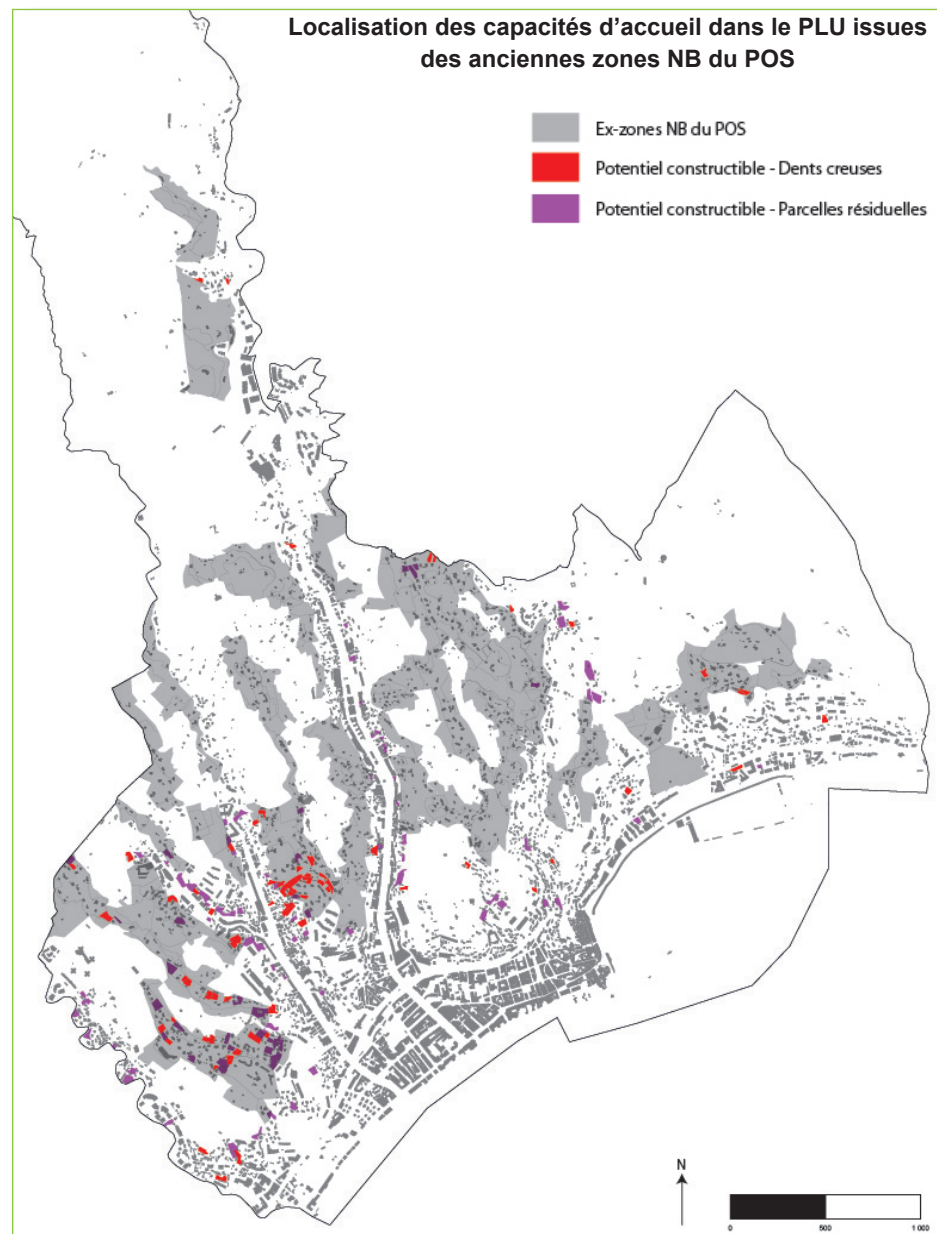 Localisation des capacités d'accueil dans le PLU issues
des anciennes zones NB du POS
Ex-zones NB du POS
Potentiel constructible - Dents creuses
Potentiel constructible - Parcelles résiduelles
N
0 500 1 000